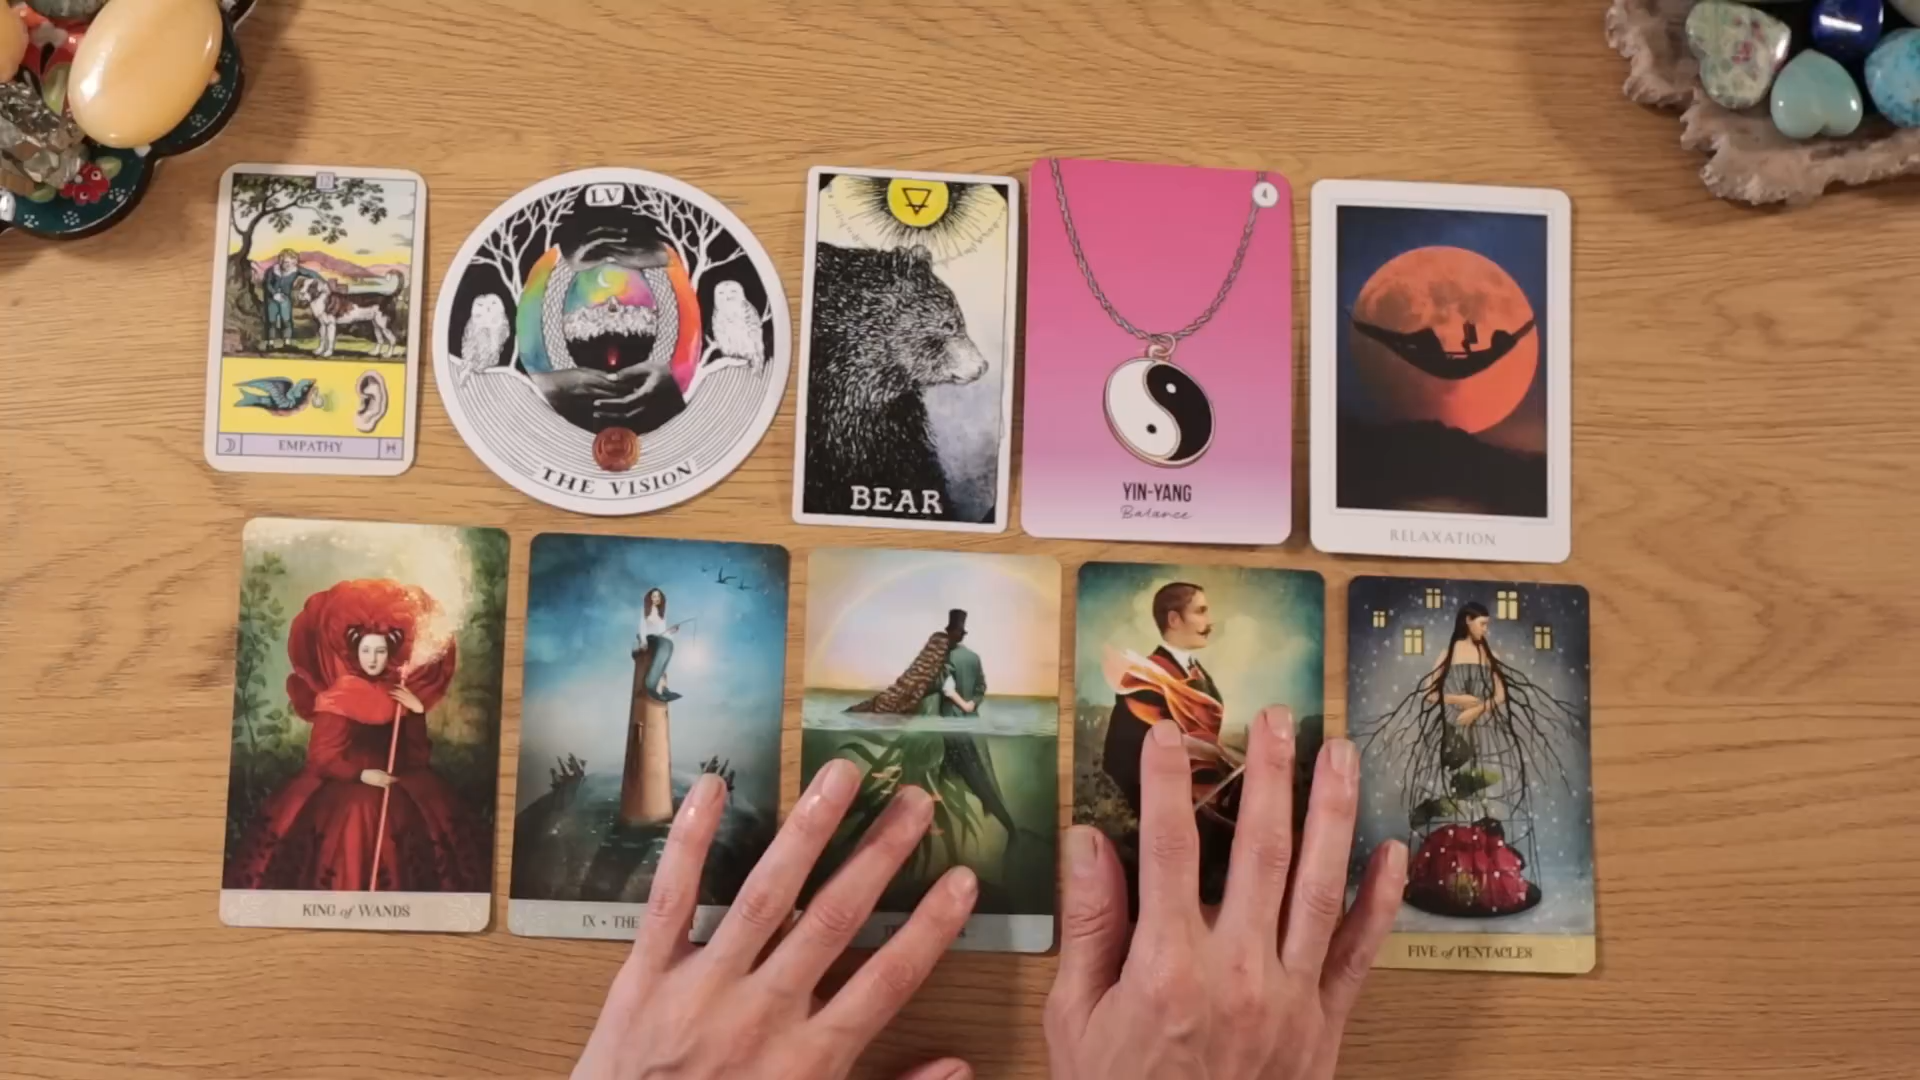 EMPATHY
LV
THE VISION
BEAR
4
YIN-YANG
Balance
RELAXATION
KING of WANDS
IX • THE
FIVE of PENTACLES